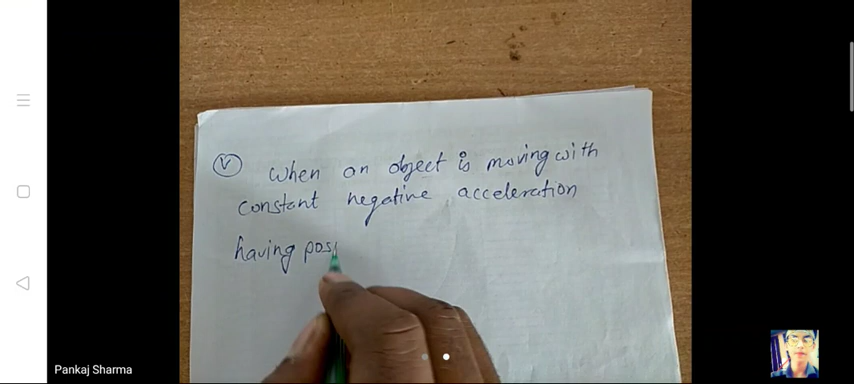 (V) when an object is moving with
constant negative acceleration
having pos
Pankaj Sharma